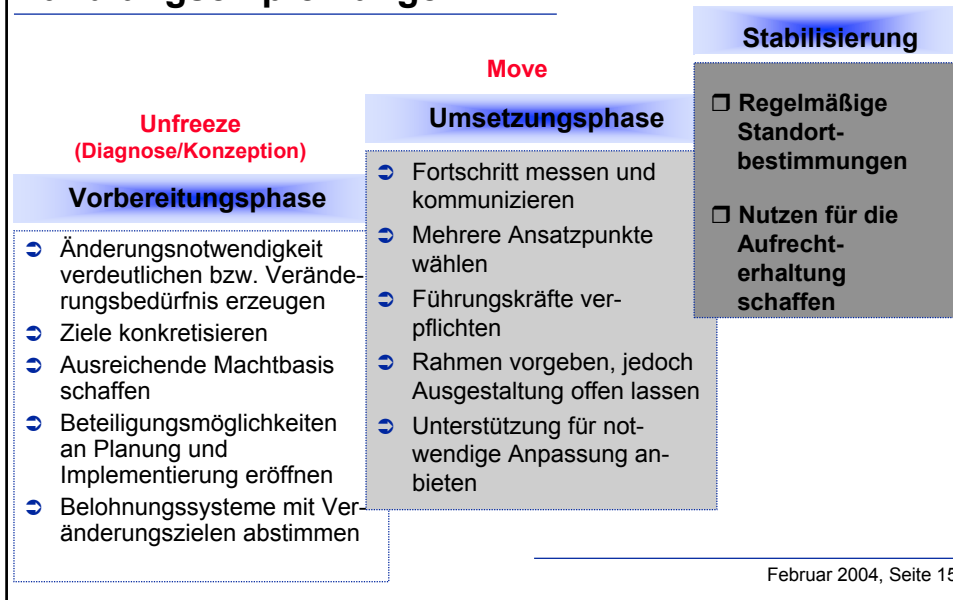 Unfreeze
(Diagnose/Konzeption)
Vorbereitungsphase
➲ Änderungsnotwendigkeit
verdeutlichen bzw. Verände-
rungsbedürfnis erzeugen
➲ Ziele konkretisieren
➲ Ausreichende Machtbasis
schaffen
➲ Beteiligungsmöglichkeiten
an Planung und
Implementierung eröffnen
➲ Belohnungssysteme mit Ver-
änderungszielen abstimmen
Move
Umsetzungsphase
➲ Fortschritt messen und
kommunizieren
➲ Mehrere Ansatzpunkte
wählen
➲ Führungskräfte ver-
pflichten
➲ Rahmen vorgeben, jedoch
Ausgestaltung offen lassen
➲ Unterstützung für not-
wendige Anpassung an-
bieten
Stabilisierung
❒ Regelmäßige
Standort-
bestimmungen
❒ Nutzen für die
Aufrecht-
erhaltung
schaffen
Februar 2004, Seite 15